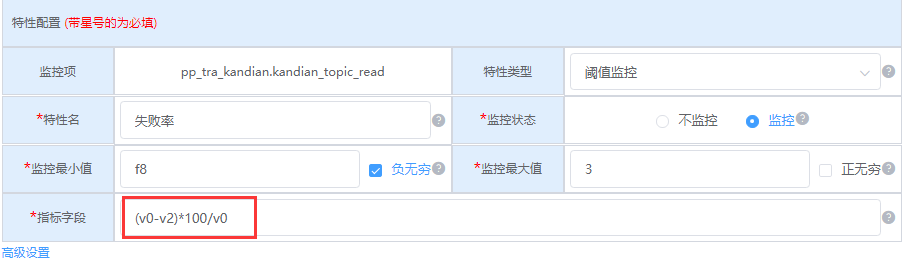 特性配置 (带星号的为必填)
监控项 pp_tra_kandian.kandian_topic_read 特性类型 阈值监控 ?
*特性名 失败率 ? *监控状态 不监控 监控 ?
*监控最小值 f8 负无穷 ? *监控最大值 3 正无穷 ?
*指标字段 (v0-v2)*100/v0 ?
高级设置